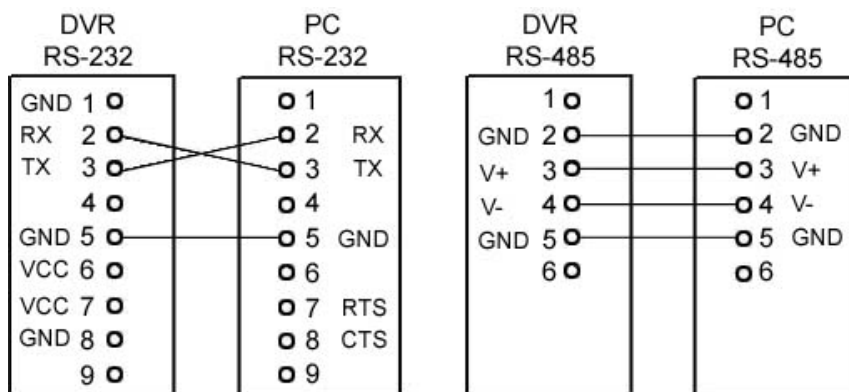 DVR PC DVR PC
RS-232 RS-232 RS-485 RS-485
GND 1 1 1 1
RX 2 2 RX GND 2 2 GND
TX 3 3 TX V+ 3 3 V+
4 4 V- 4 4 V-
GND 5 5 GND GND 5 5 GND
VCC 6 6 6 6
VCC 7 7 RTS
GND 8 8 CTS
9 9